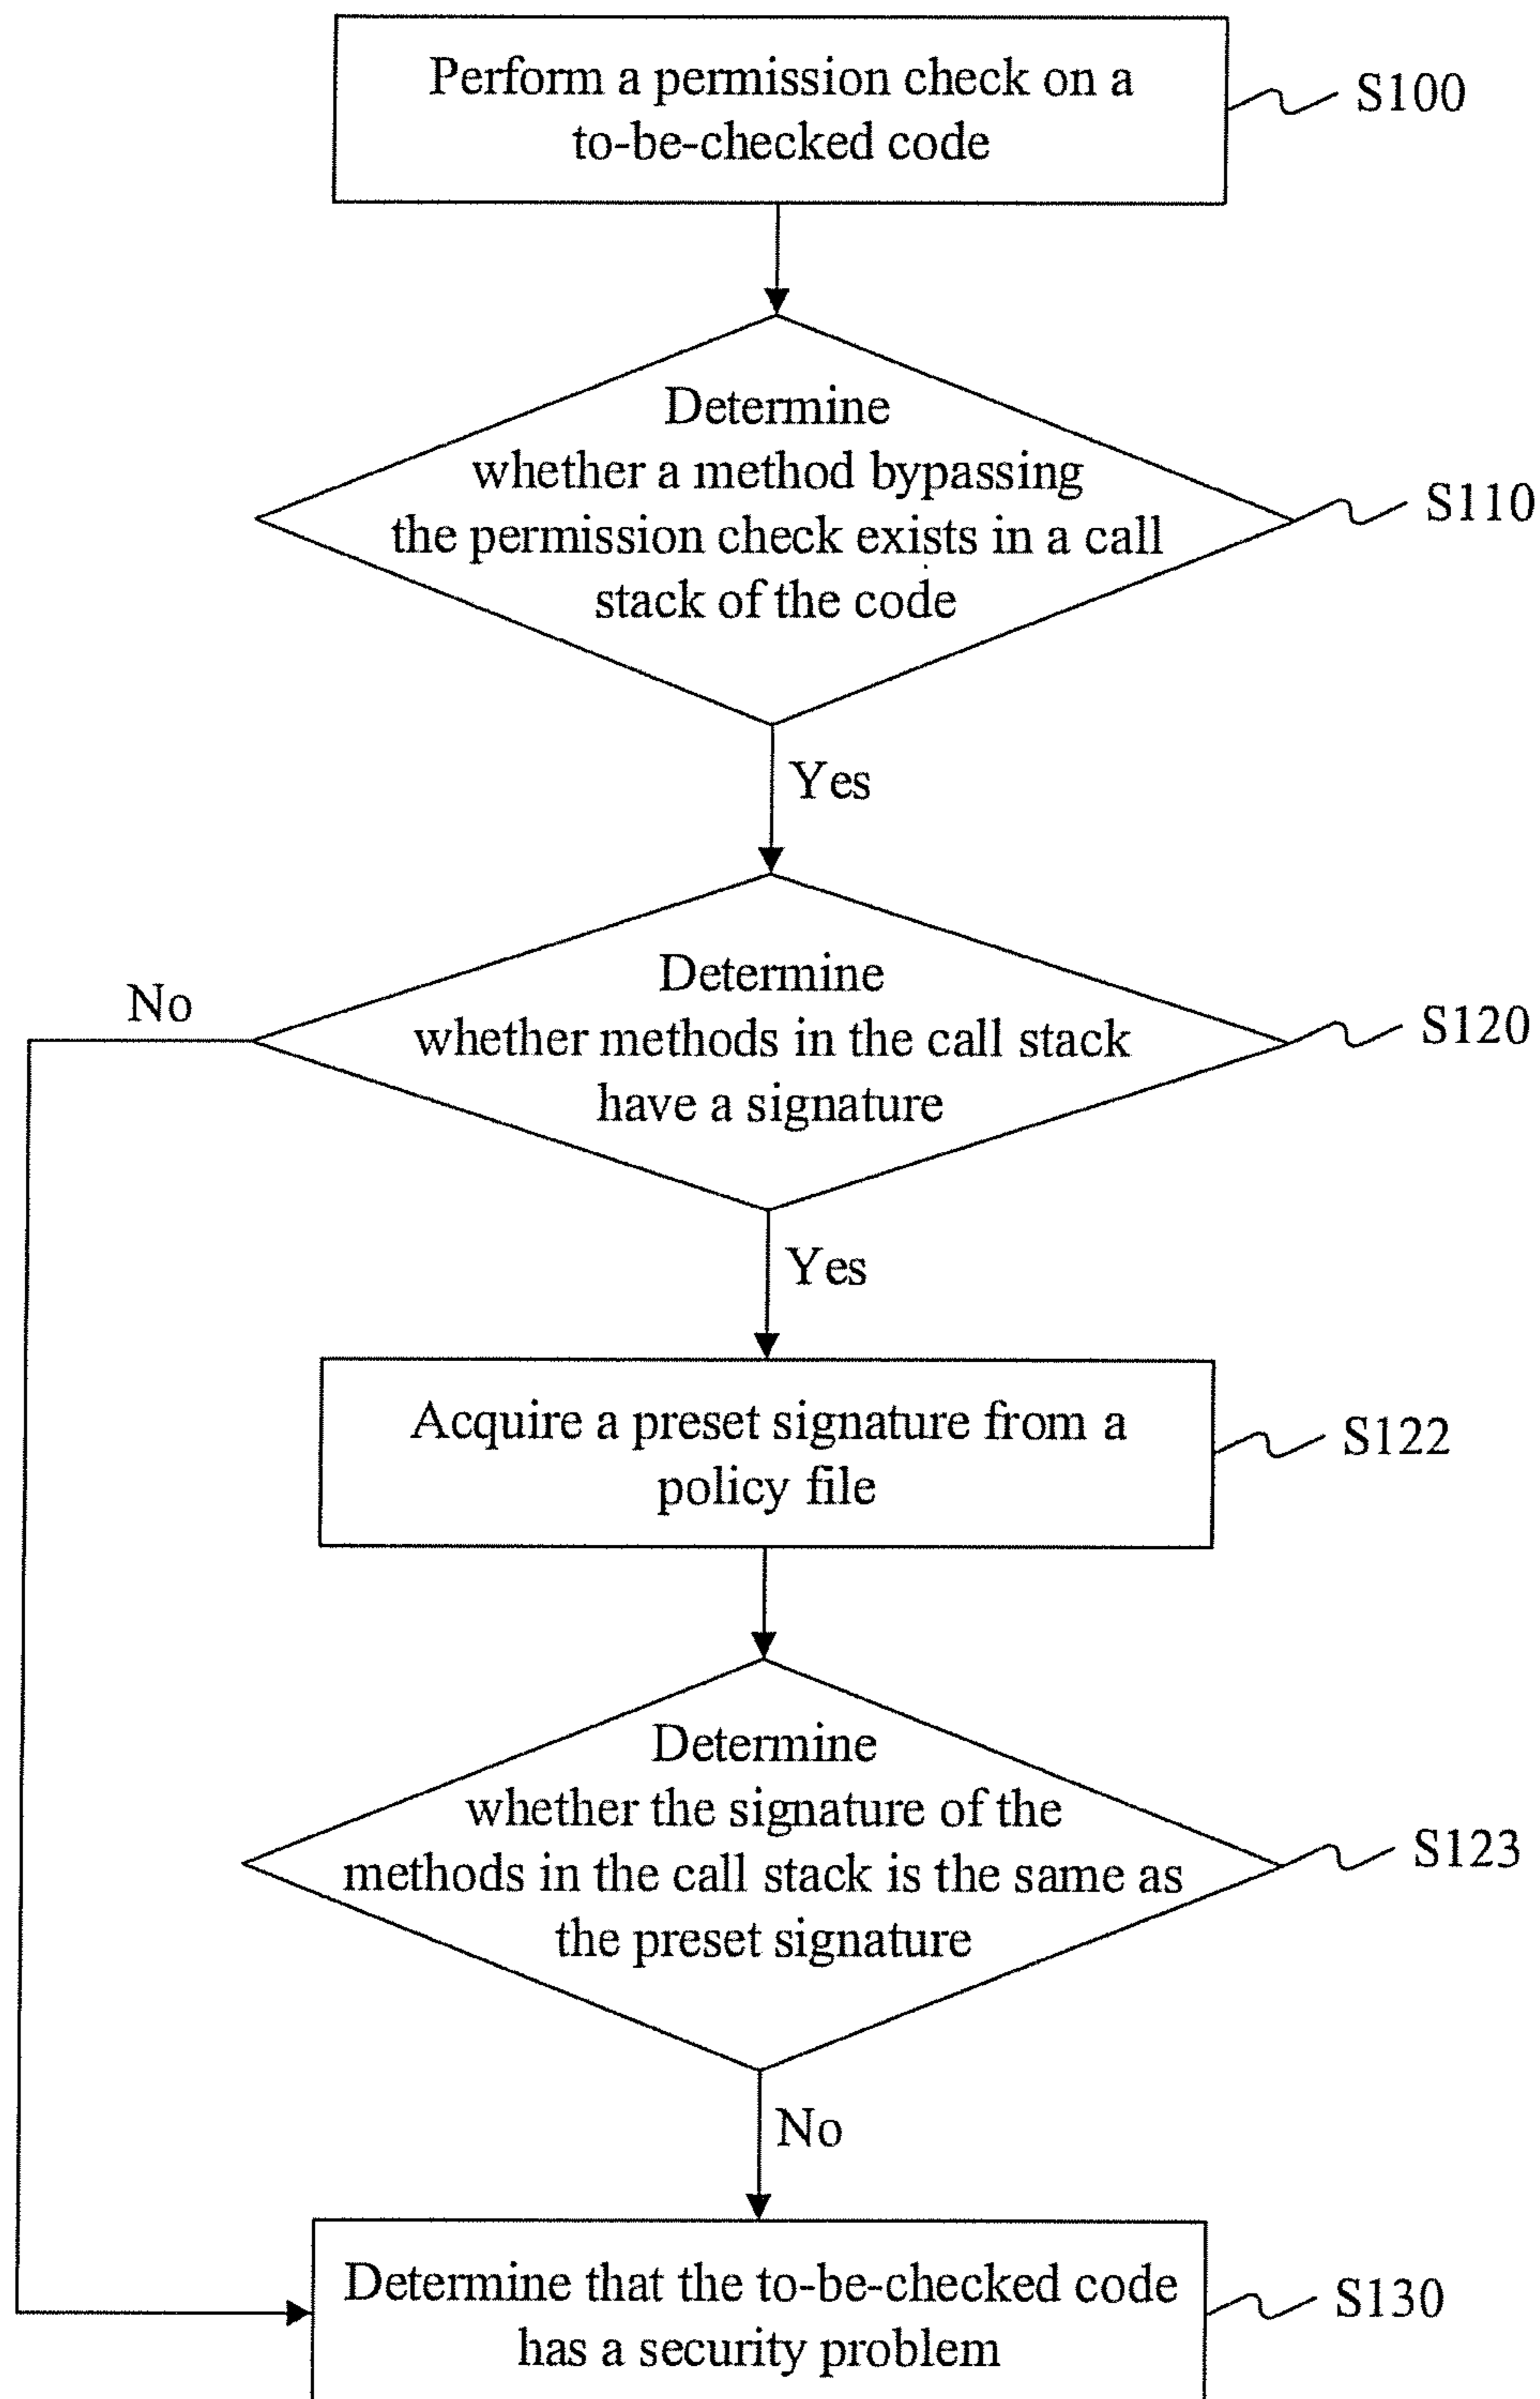 Perform a permission check on a
to-be-checked code
S100
Determine
whether a method bypassing
the permission check exists in a call
stack of the code
S110
Yes
Determine
whether methods in the call stack
have a signature
S120
No
Yes
Acquire a preset signature from a
policy file
S122
Determine
whether the signature of the
methods in the call stack is the same as
the preset signature
S123
No
Determine that the to-be-checked code
has a security problem
S130